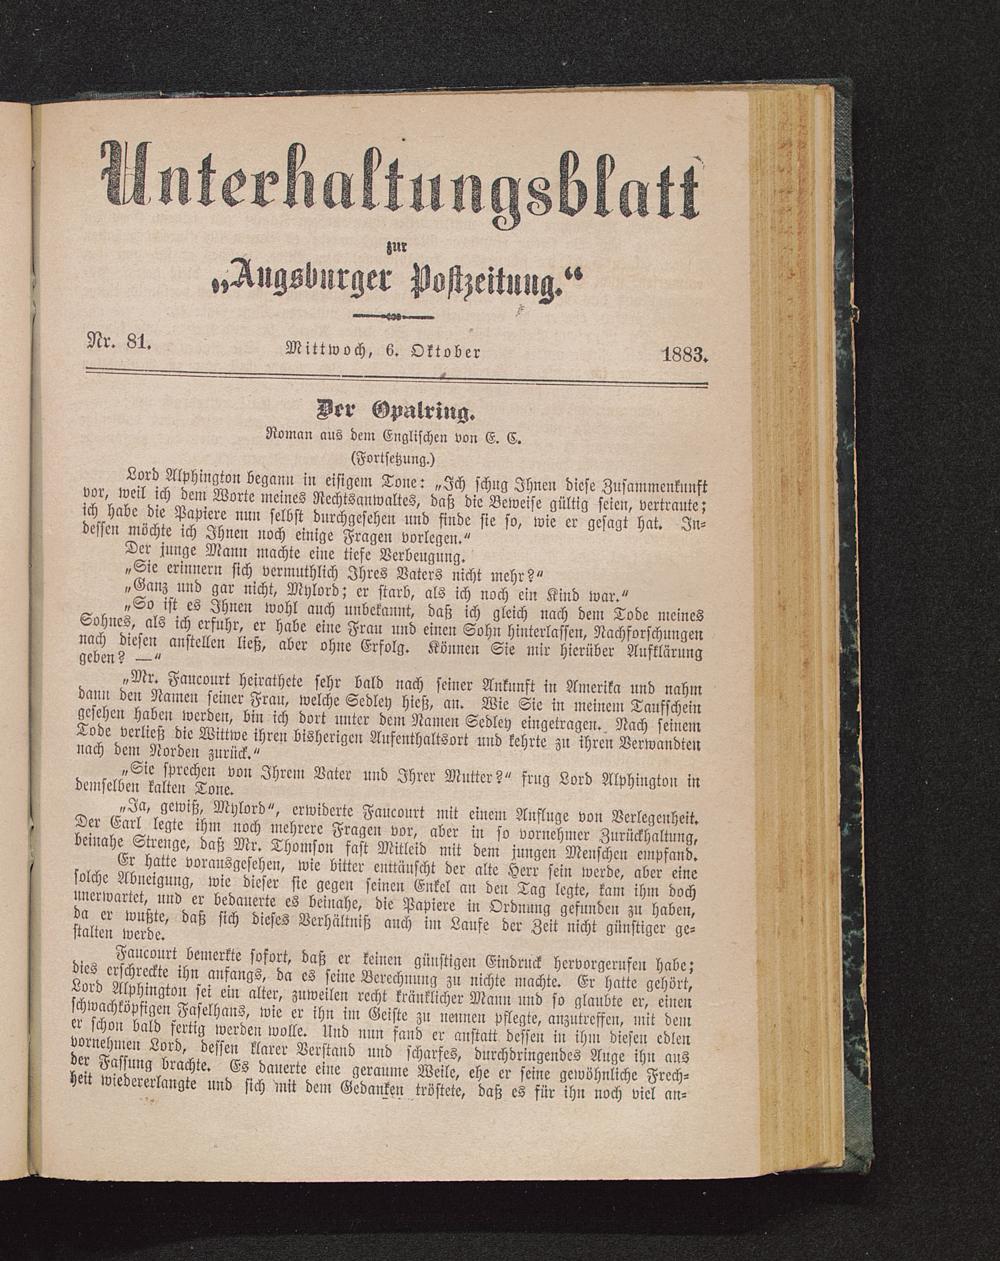 Unterhaltungsblatt
zur
„Augsburger Postzeitung.“
Nr. 81. Mittwoch, 6. Oktober 1883.
Der Opalring.
Roman aus dem Englischen von E. C.
(Fortsetzung.)
Lord Alphington begann in eisigem Tone: „Ich schug Ihnen diese Zusammenkunft
vor, weil ich dem Worte meines Rechtsanwaltes, daß die Beweise gültig seien, vertraute;
ich habe die Papiere nun selbst durchgesehen und finde sie so, wie er gesagt hat. In-
dessen möchte ich Ihnen noch einige Fragen vorlegen.“
Der junge Mann machte eine tiefe Verbeugung.
„Sie erinnern sich vermuthlich Ihres Vaters nicht mehr?“
„Ganz und gar nicht, Mylord; er starb, als ich noch ein Kind war.“
„So ist es Ihnen wohl auch unbekannt, daß ich gleich nach dem Tode meines
Sohnes, als ich erfuhr, er habe eine Frau und einen Sohn hinterlassen, Nachforschungen
nach diesen anstellen ließ, aber ohne Erfolg. Können Sie mir hierüber Aufklärung
geben? —“
„Mr. Faucourt heirathete sehr bald nach seiner Ankunft in Amerika und nahm
dann den Namen seiner Frau, welche Sedley hieß, an. Wie Sie in meinem Taufschein
gesehen haben werden, bin ich dort unter dem Namen Sedley eingetragen. Nach seinem
Tode verließ die Wittwe ihren bisherigen Aufenthaltsort und kehrte zu ihren Verwandten
nach dem Norden zurück.“
„Sie sprechen von Ihrem Vater und Ihrer Mutter?“ frug Lord Alphington in
demselben kalten Tone.
„Ja, gewiß, Mylord“, erwiderte Faucourt mit einem Anfluge von Verlegenheit.
Der Earl legte ihm noch mehrere Fragen vor, aber in so vornehmer Zurückhaltung,
beinahe Strenge, daß Mr. Thomson fast Mitleid mit dem jungen Menschen empfand.
Er hatte vorausgesehen, wie bitter enttäuscht der alte Herr sein werde, aber eine
solche Abneigung, wie dieser sie gegen seinen Enkel an den Tag legte, kam ihm doch
unerwartet, und er bedauerte es beinahe, die Papiere in Ordnung gefunden zu haben,
da er wußte, daß sich dieses Verhältniß auch im Laufe der Zeit nicht günstiger ge-
stalten werde.
Faucourt bemerkte sofort, daß er keinen günstigen Eindruck hervorgerufen habe;
dies erschreckte ihn anfangs, da es seine Berechnung zu nichte machte. Er hatte gehört,
Lord Alphington sei ein alter, zuweilen recht kränklicher Mann und so glaubte er, einen
schwachköpfigen Faselhans, wie er ihn im Geiste zu nennen pflegte, anzutreffen, mit dem
er schon bald fertig werden wolle. Und nun fand er anstatt dessen in ihm diesen edlen
vornehmen Lord, dessen klarer Verstand und scharfes, durchdringendes Auge ihn aus
der Fassung brachte. Es dauerte eine geraume Weile, ehe er seine gewöhnliche Frech-
heit wiedererlangte und sich mit dem Gedanken tröstete, daß es für ihn noch viel an-